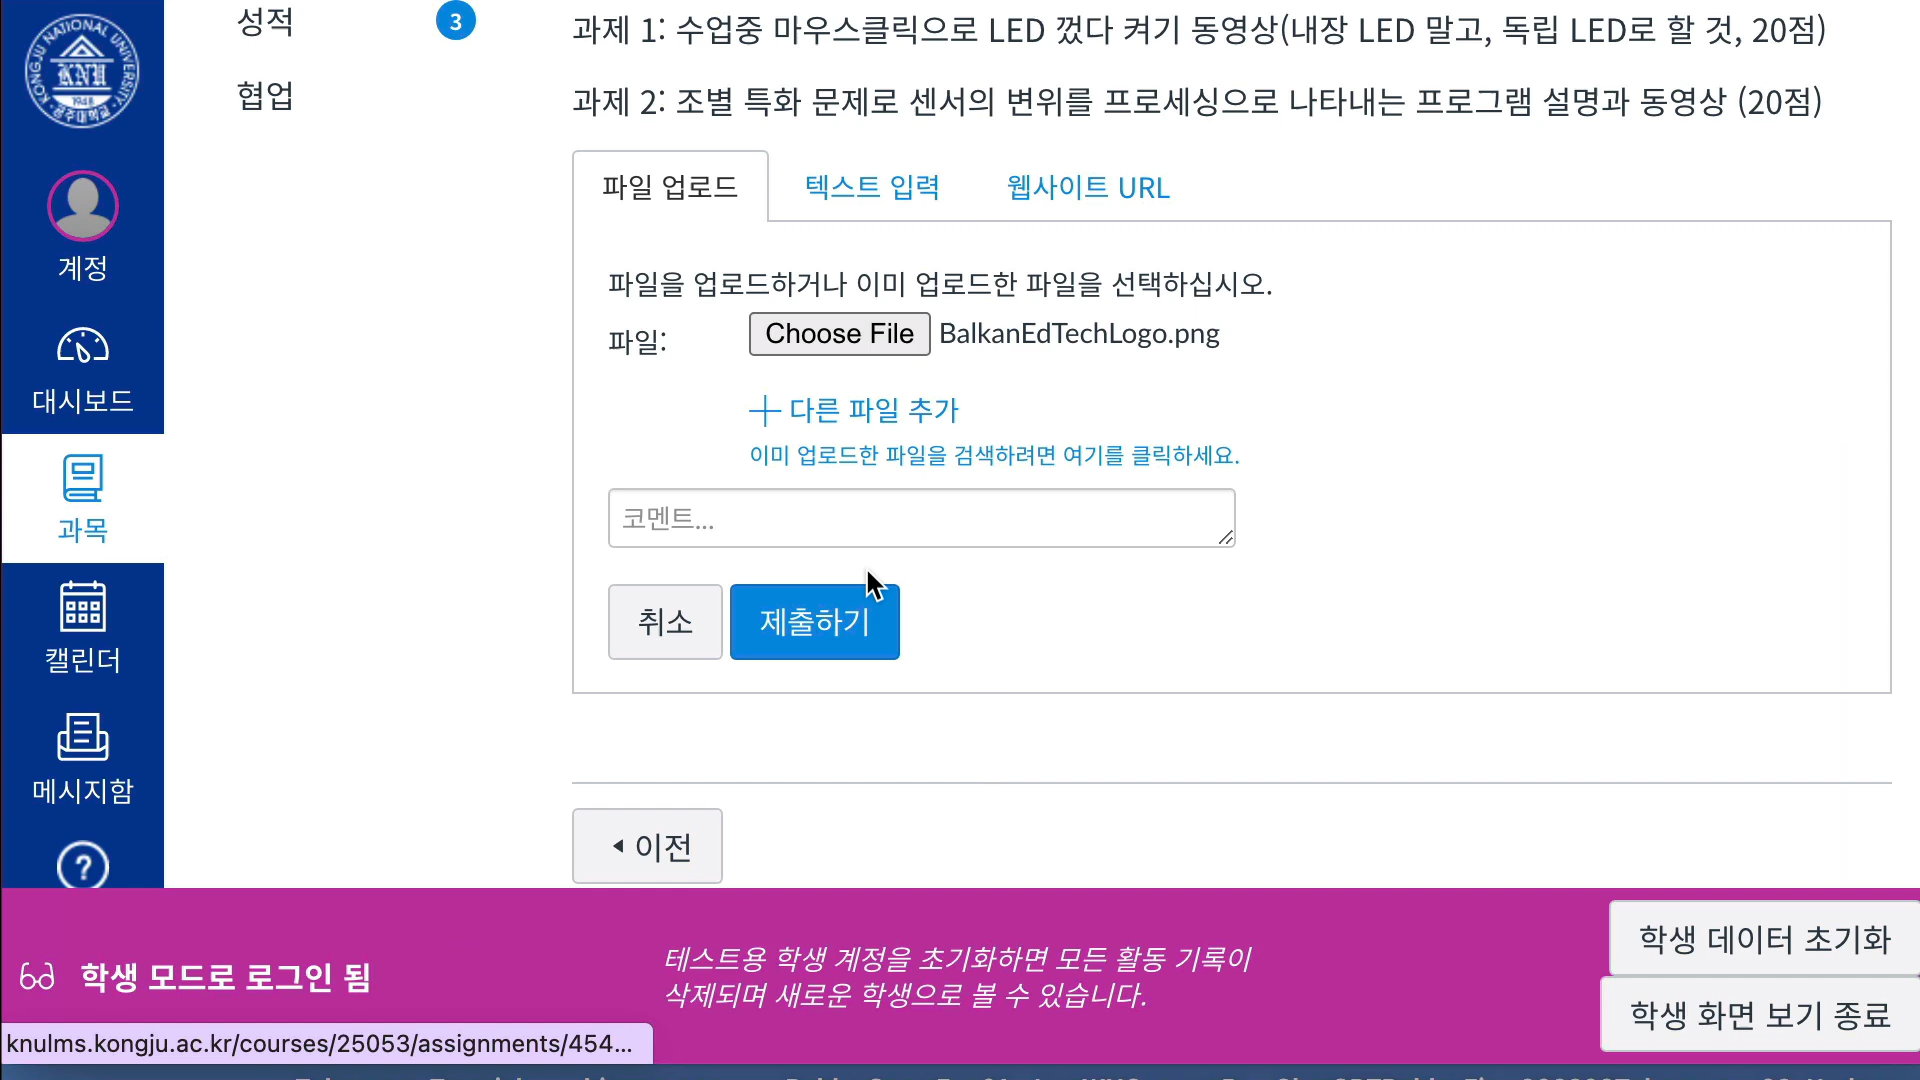 KONGJU NATIONAL UNIVERSITY
KNU
1948
공주대학교
계정
대시보드
과목
캘린더
메시지함
?
성적
3
협업
과제 1: 수업중 마우스클릭으로 LED 껐다 켜기 동영상(내장 LED 말고, 독립 LED로 할 것, 20점)
과제 2: 조별 특화 문제로 센서의 변위를 프로세싱으로 나타내는 프로그램 설명과 동영상 (20점)
파일 업로드
텍스트 입력
웹사이트 URL
파일을 업로드하거나 이미 업로드한 파일을 선택하십시오.
파일:
Choose File BalkanEdTechLogo.png
다른 파일 추가
이미 업로드한 파일을 검색하려면 여기를 클릭하세요.
코멘트...
취소
제출하기
이전
학생 모드로 로그인 됨
테스트용 학생 계정을 초기화하면 모든 활동 기록이
삭제되며 새로운 학생으로 볼 수 있습니다.
학생 데이터 초기화
학생 화면 보기 종료
knulms.kongju.ac.kr/courses/25053/assignments/454...